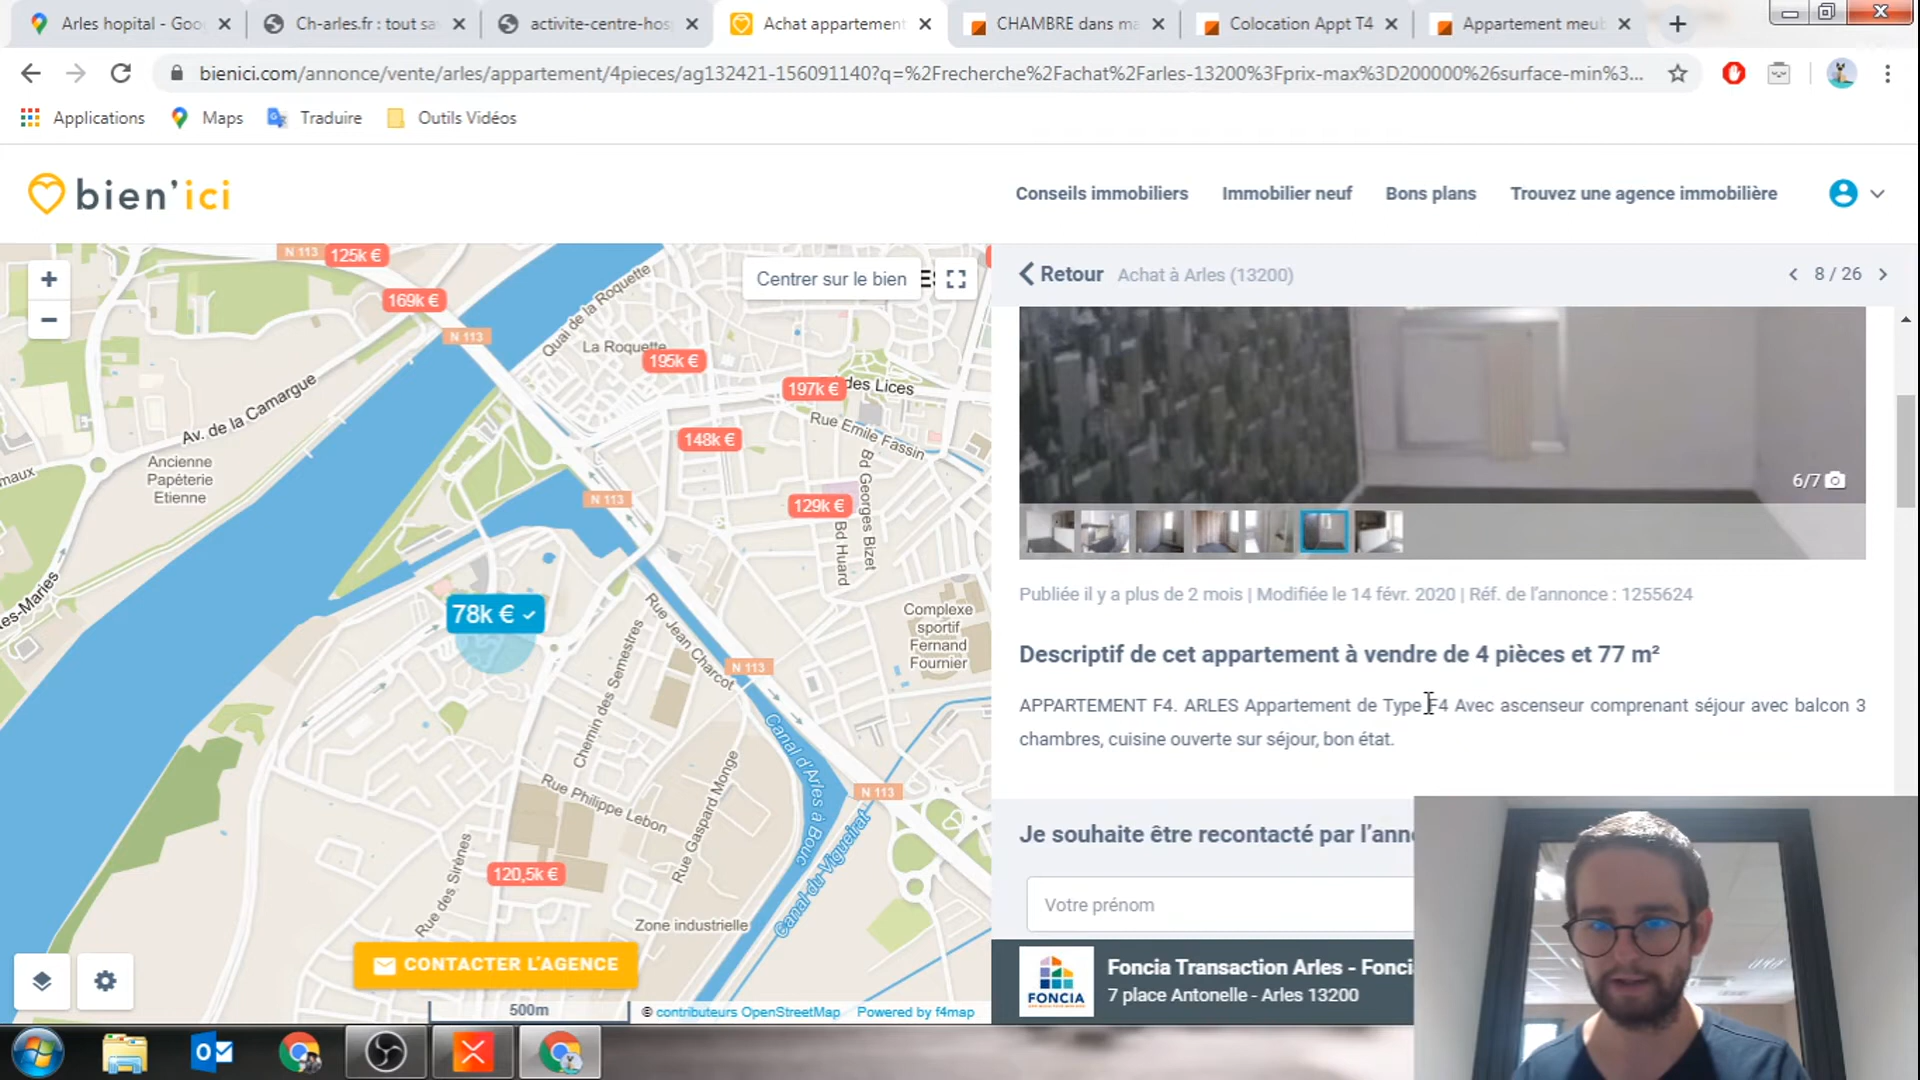 Arles hopital - Goo
Ch-arles.fr : tout sa
activite-centre-hos
Achat appartement
CHAMBRE dans ma
Colocation Appt T4
Appartement meub
bienici.com/annonce/vente/arles/appartement/4pieces/ag132421-156091140?q=%2Frecherche%2Fachat%2Farles-13200%3Fprix-max%3D200000%26surface-min%3...
Applications
Maps
Traduire
Outils Vidéos
bien'ici
Conseils immobiliers
Immobilier neuf
Bons plans
Trouvez une agence immobilière
N 113
125k €
169k €
N 113
Quai de la Roquette
La Roquette
195k €
Centrer sur le bien
197k €
des Lices
Rue Emile Fassin
148k €
Av. de la Camargue
Ancienne
Papéterie
Etienne
N 113
129k €
Bd Georges Bizet
Bd Huard
es-Maries
78k €
Rue Jean Charcot
Complexe
sportif
Fernand
Fournier
N 113
Chemin des Semestres
Canal d'Arles à Bouc
N 113
Rue Philippe Lebon
Rue Gaspard Monge
Canal du Vigueirat
Rue des Sirènes
120,5k €
Zone industrielle
CONTACTER L'AGENCE
500m
© contributeurs OpenStreetMap
Powered by f4map
Retour
Achat à Arles (13200)
8 / 26
6/7
Publiée il y a plus de 2 mois | Modifiée le 14 févr. 2020 | Réf. de l'annonce : 1255624
Descriptif de cet appartement à vendre de 4 pièces et 77 m²
APPARTEMENT F4. ARLES Appartement de Type F4 Avec ascenseur comprenant séjour avec balcon 3
chambres, cuisine ouverte sur séjour, bon état.
Je souhaite être recontacté par l'anno
Votre prénom
FONCIA
Foncia Transaction Arles - Fonci
7 place Antonelle - Arles 13200